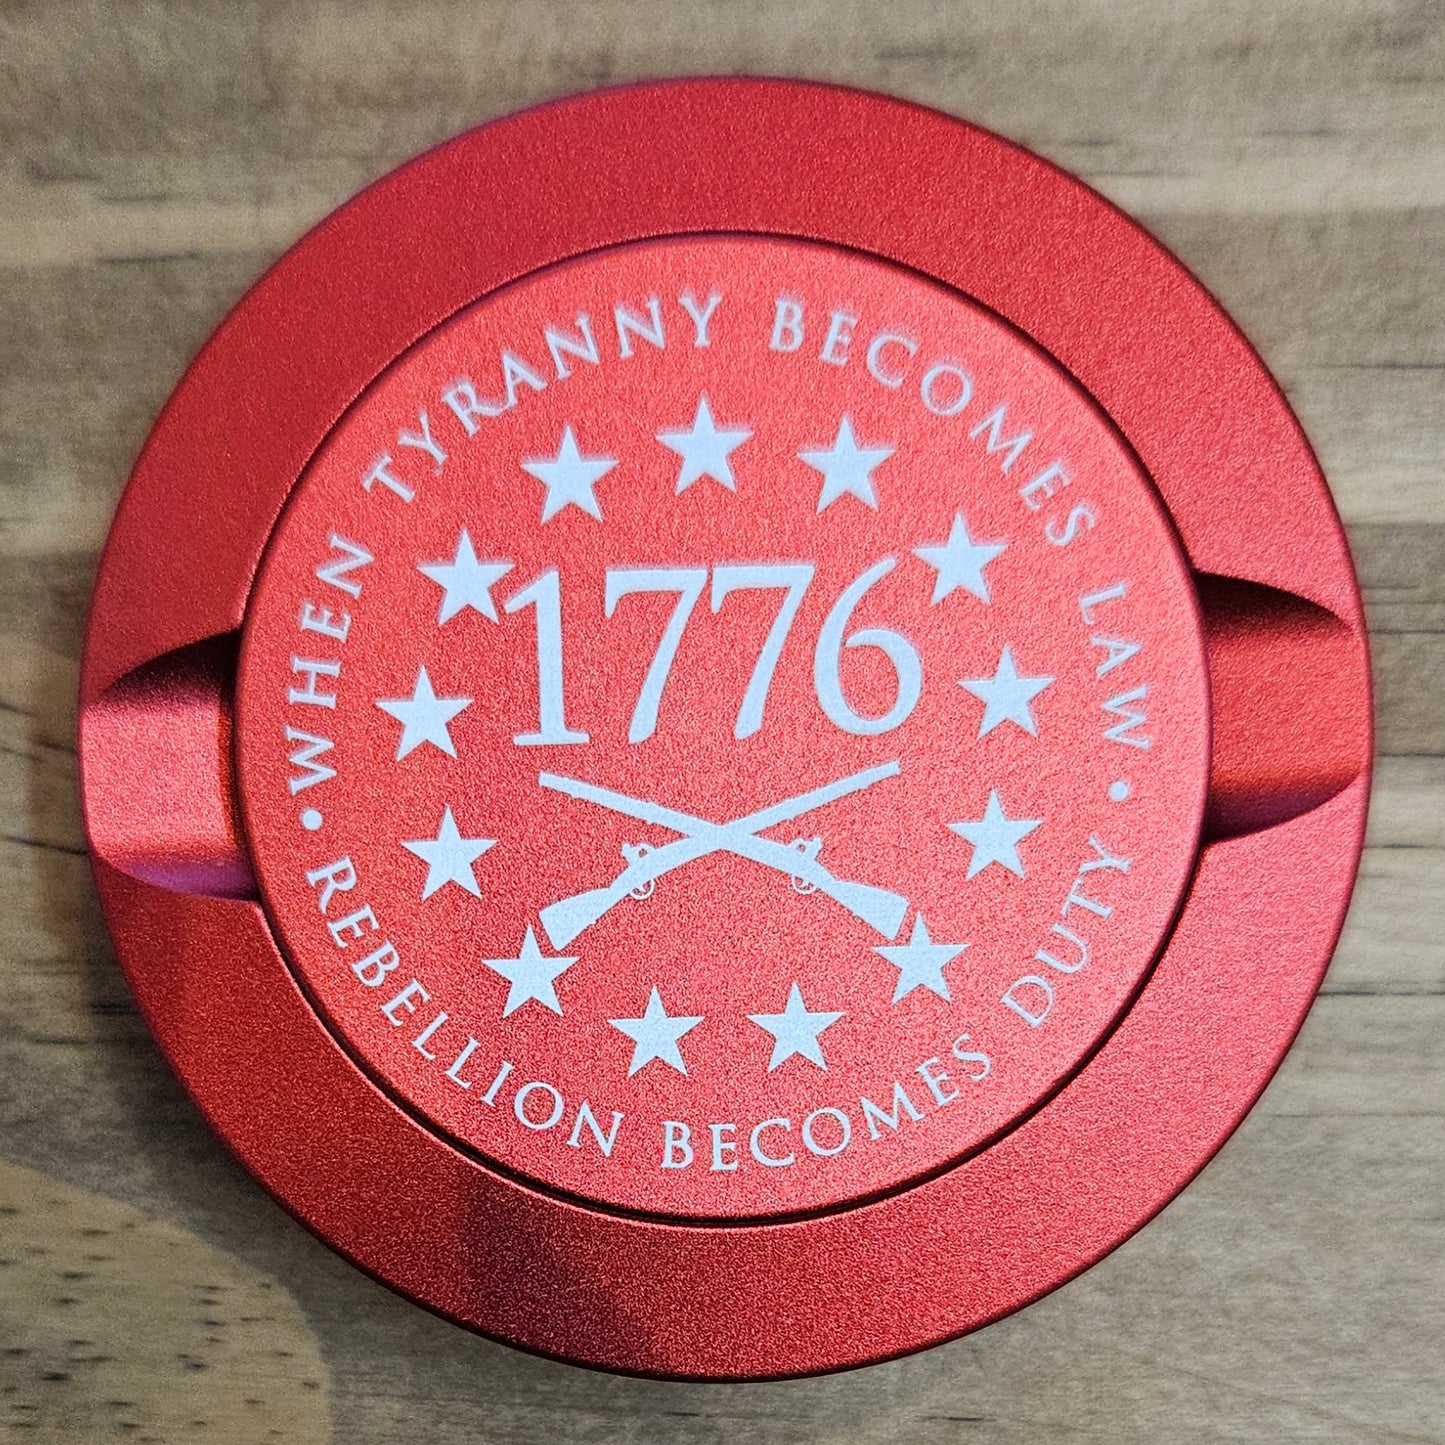 • WHEN TYRANNY BECOMES LAW •
1776
REBELLION BECOMES DUTY